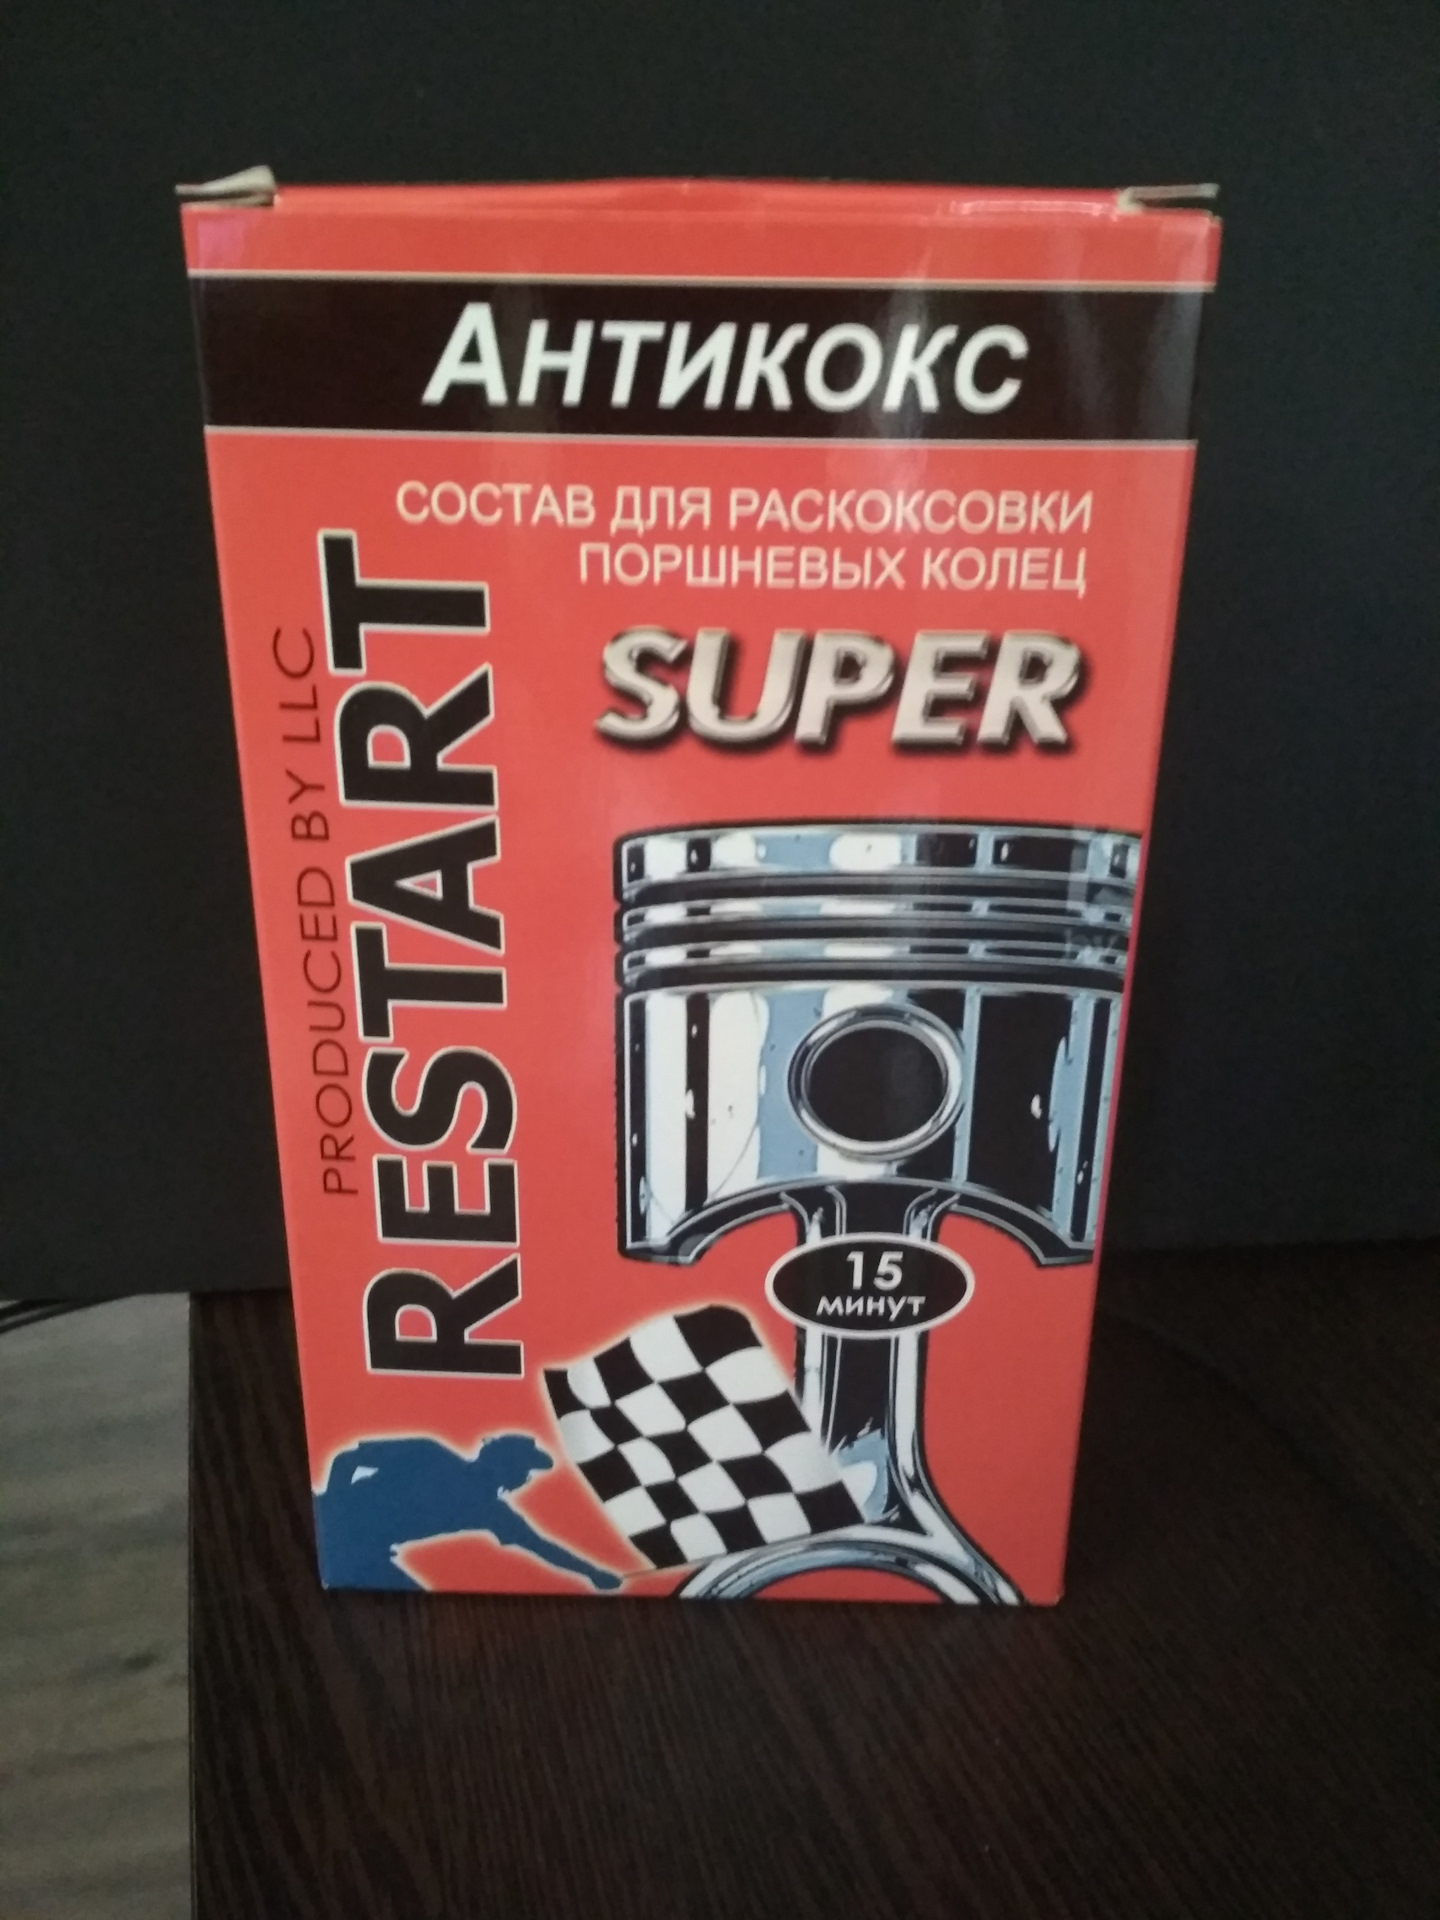 Антикокс
СОСТАВ ДЛЯ РАСКОКСОВКИ
ПОРШНЕВЫХ КОЛЕЦ
SUPER
PRODUCED BY LLC
RESTART
15
минут